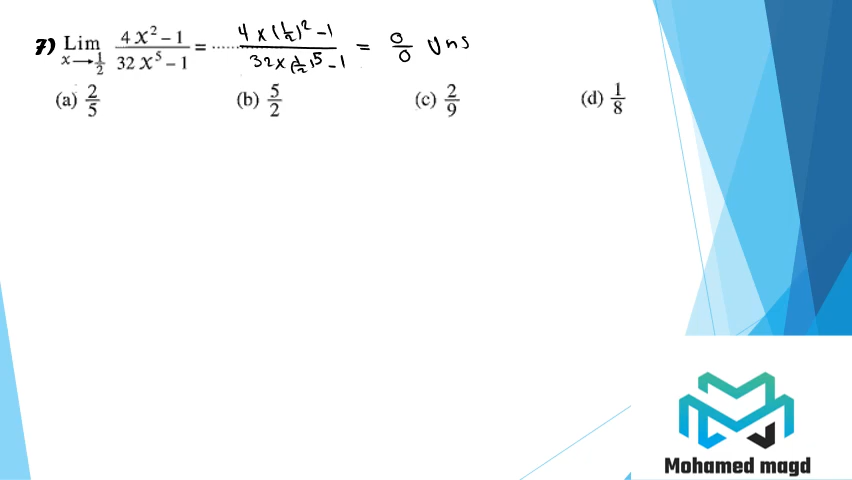 7) Lim x→1/2 (4x² − 1)/(32x⁵ − 1) = ...... (4 × (1/2)² − 1)/(32 × (1/2)⁵ − 1) = 0/0 Uns
(a) 2/5 (b) 5/2 (c) 2/9 (d) 1/8
Mohamed magd